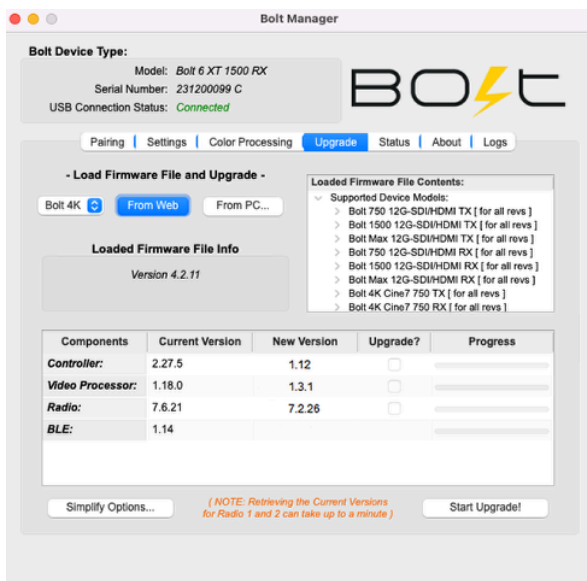 Bolt Manager
Bolt Device Type:
Model: Bolt 6 XT 1500 RX
Serial Number: 231200099 C
USB Connection Status: Connected
BOLT
Pairing Settings Color Processing Upgrade Status About Logs
- Load Firmware File and Upgrade -
Bolt 4K From Web From PC...
Loaded Firmware File Info
Version 4.2.11
Loaded Firmware File Contents:
Supported Device Models:
Bolt 750 12G-SDI/HDMI TX [ for all revs ]
Bolt 1500 12G-SDI/HDMI TX [ for all revs ]
Bolt Max 12G-SDI/HDMI TX [ for all revs ]
Bolt 750 12G-SDI/HDMI RX [ for all revs ]
Bolt 1500 12G-SDI/HDMI RX [ for all revs ]
Bolt Max 12G-SDI/HDMI RX [ for all revs ]
Bolt 4K Cine7 750 TX [ for all revs ]
Bolt 4K Cine7 750 RX [ for all revs ]
Components Current Version New Version Upgrade? Progress
Controller: 2.27.5 1.12
Video Processor: 1.18.0 1.3.1
Radio: 7.6.21 7.2.26
BLE: 1.14
Simplify Options...
( NOTE: Retrieving the Current Versions
for Radio 1 and 2 can take up to a minute )
Start Upgrade!